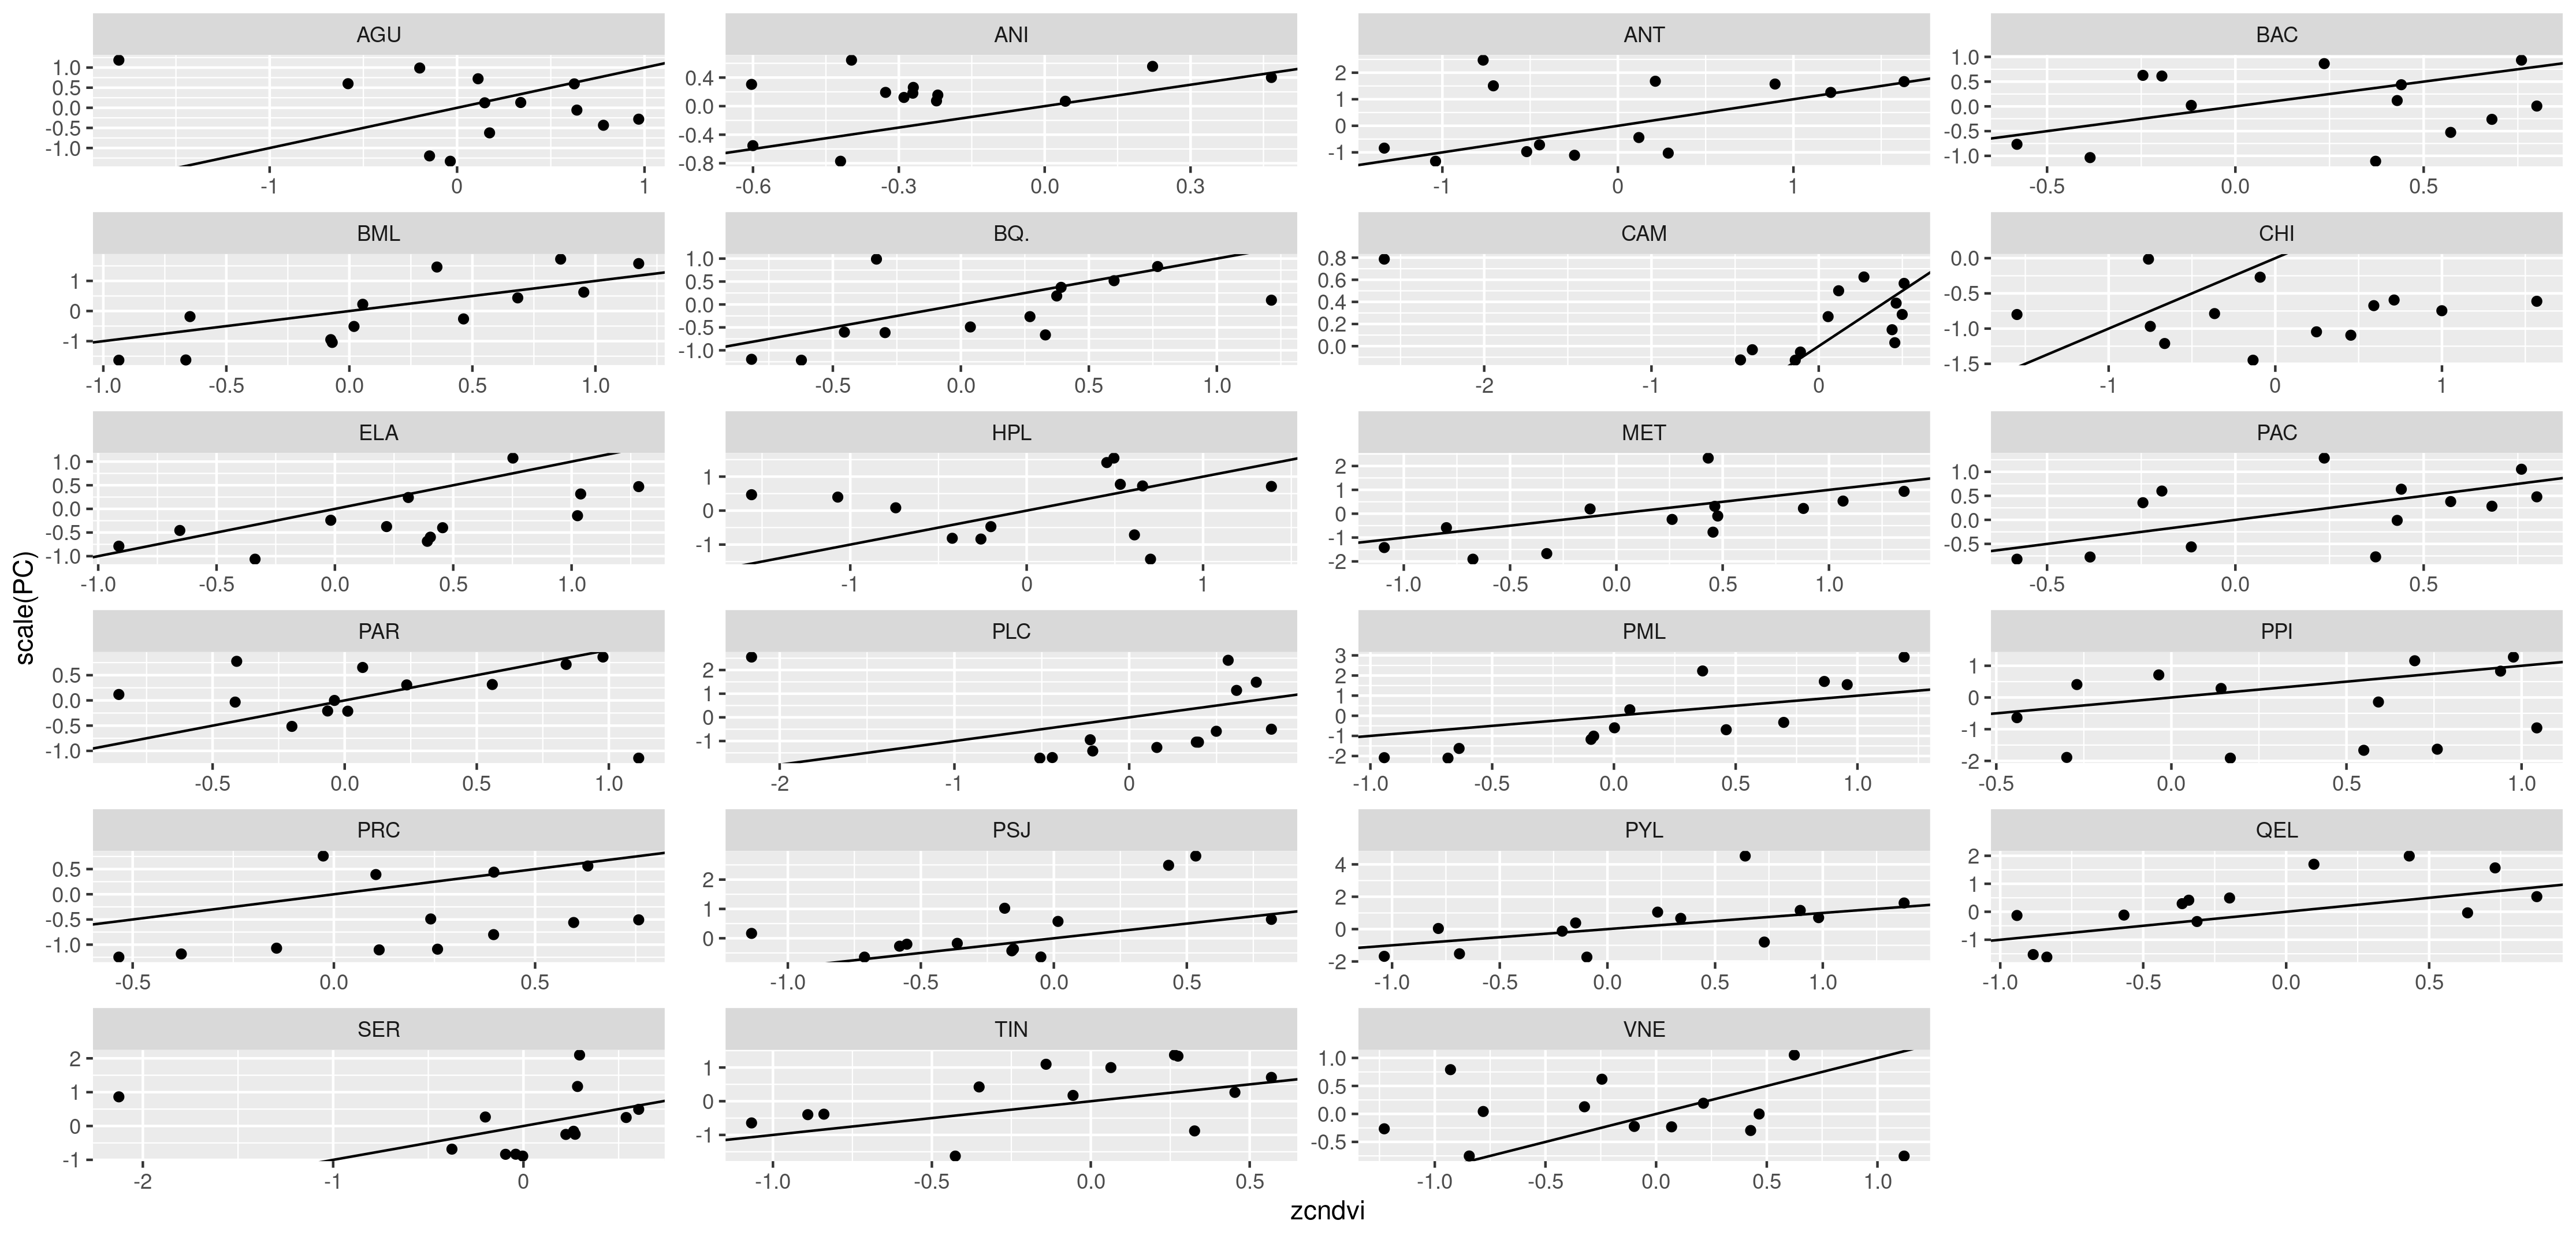 AGU ANI ANT BAC
1.0 0.5 0.0 -0.5 -1.0 0.4 0.0 -0.4 -0.8 2 1 0 -1 1.0 0.5 0.0 -0.5 -1.0
-1 0 1 -0.6 -0.3 0.0 0.3 -1 0 1 -0.5 0.0 0.5
BML BQ. CAM CHI
1 0 -1 1.0 0.5 0.0 -0.5 -1.0 0.8 0.6 0.4 0.2 0.0 0.0 -0.5 -1.0 -1.5
-1.0 -0.5 0.0 0.5 1.0 -0.5 0.0 0.5 1.0 -2 -1 0 -1 0 1
ELA HPL MET PAC
1.0 0.5 0.0 -0.5 -1.0 1 0 -1 2 1 0 -1 -2 1.0 0.5 0.0 -0.5
-1.0 -0.5 0.0 0.5 1.0 -1 0 1 -1.0 -0.5 0.0 0.5 1.0 -0.5 0.0 0.5
scale(PC)
PAR PLC PML PPI
0.5 0.0 -0.5 -1.0 2 1 0 -1 3 2 1 0 -1 -2 1 0 -1 -2
-0.5 0.0 0.5 1.0 -2 -1 0 -1.0 -0.5 0.0 0.5 1.0 -0.5 0.0 0.5 1.0
PRC PSJ PYL QEL
0.5 0.0 -0.5 -1.0 2 1 0 4 2 0 -2 2 1 0 -1
-0.5 0.0 0.5 -1.0 -0.5 0.0 0.5 -1.0 -0.5 0.0 0.5 1.0 -1.0 -0.5 0.0 0.5
SER TIN VNE
2 1 0 -1 1 0 -1 1.0 0.5 0.0 -0.5
-2 -1 0 -1.0 -0.5 0.0 0.5 -1.0 -0.5 0.0 0.5 1.0
zcndvi